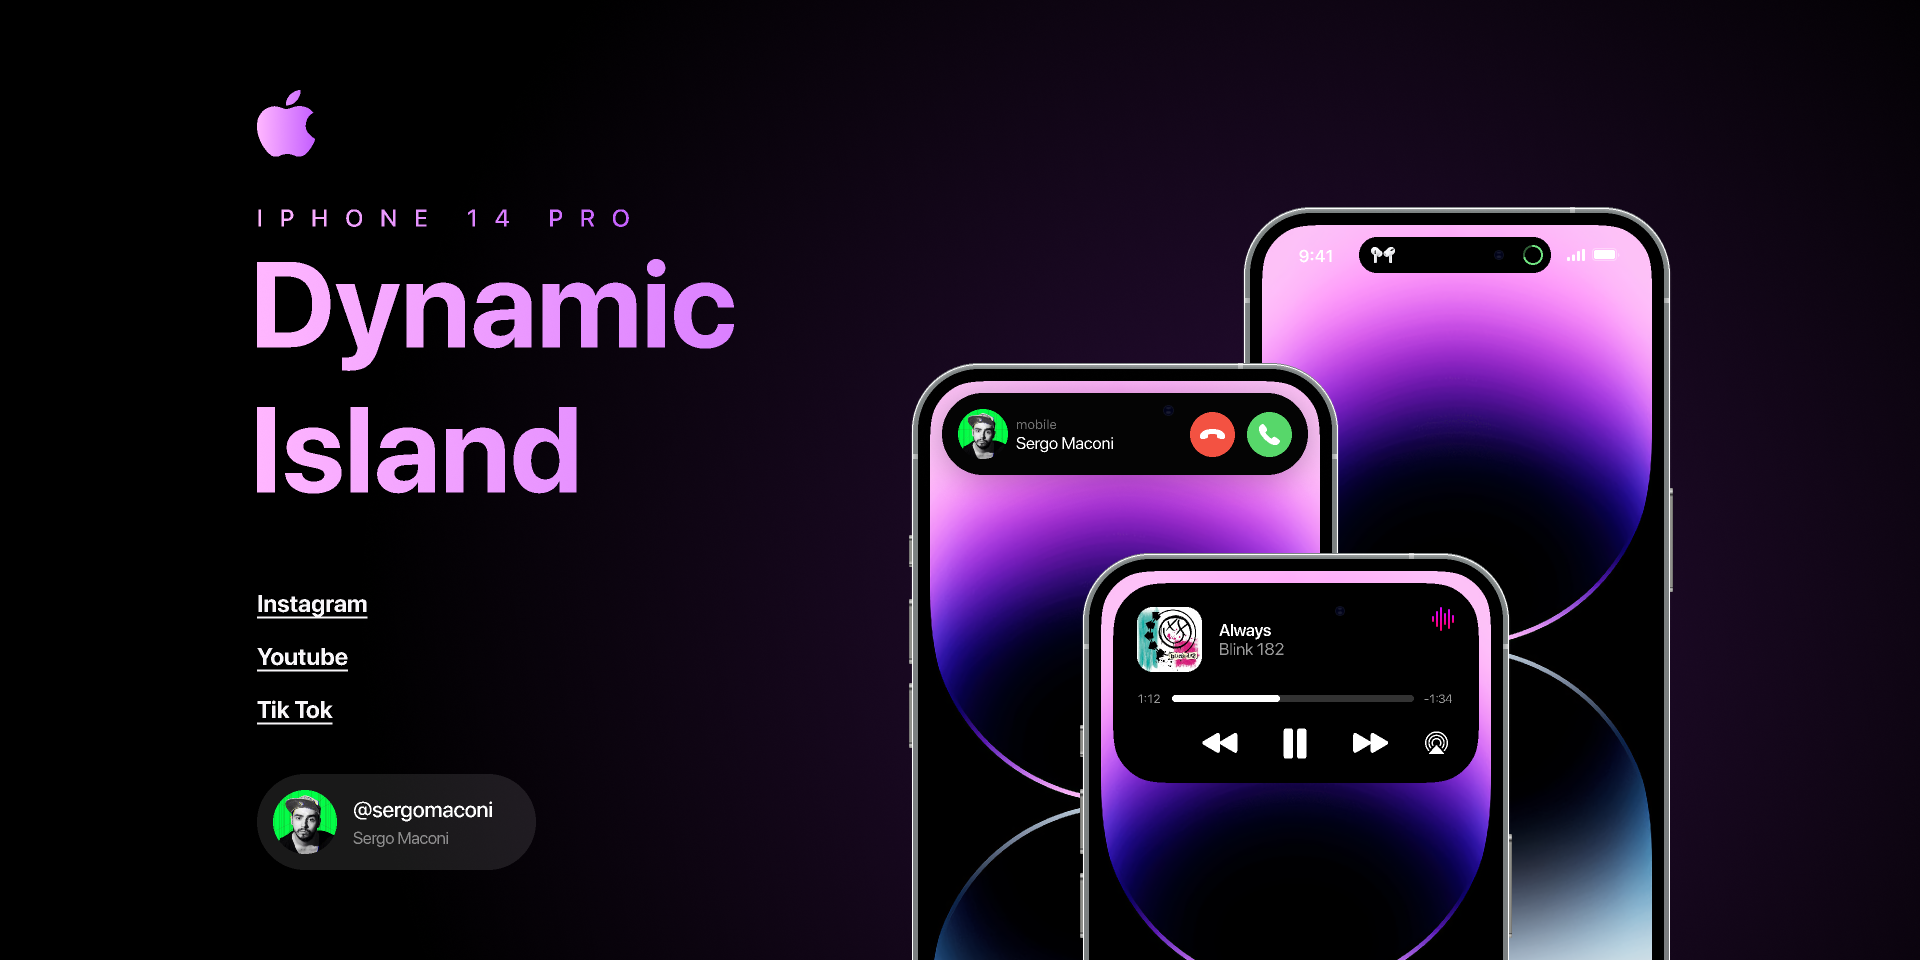 IPHONE 14 PRO
Dynamic
Island
Instagram
Youtube
Tik Tok
@sergomaconi
Sergo Maconi
9:41
mobile
Sergo Maconi
Always
Blink 182
1:12
-1:34